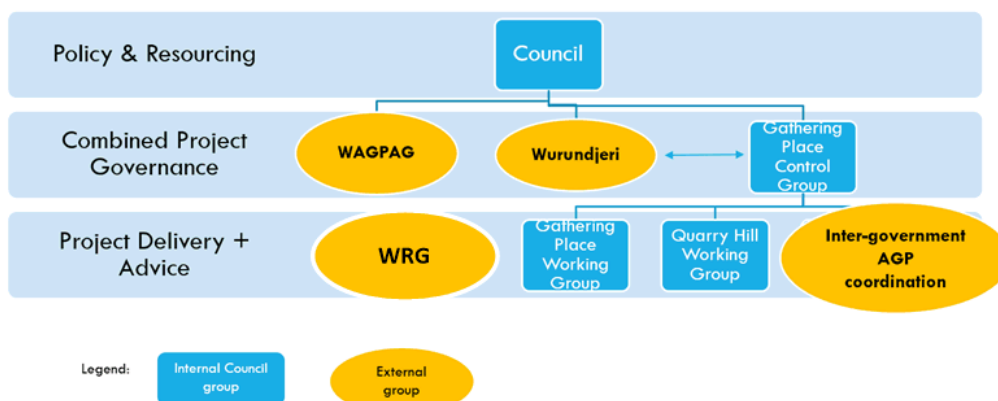 Policy & Resourcing
Council
Combined Project
Governance
WAGPAG
Wurundjeri
Gathering
Place
Control
Group
Project Delivery +
Advice
WRG
Gathering
Place
Working
Group
Quarry Hill
Working
Group
Inter-government
AGP
coordination
Legend:
Internal Council
group
External
group